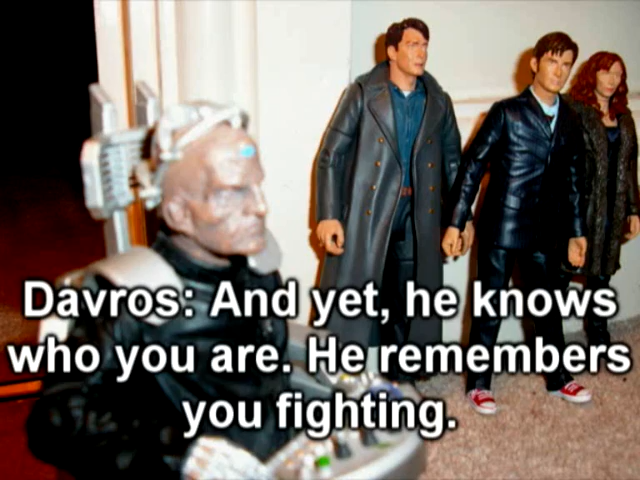 Davros: And yet, he knows
who you are. He remembers
you fighting.